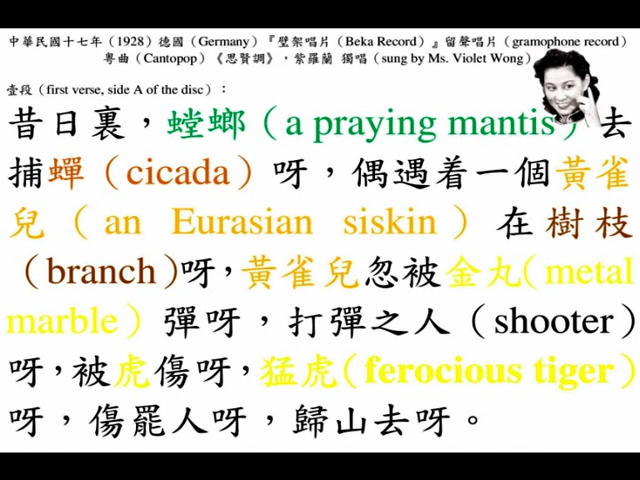 中華民國十七年（1928）德國（Germany）『璧架唱片（Beka Record）』留聲唱片（gramophone record）
粵曲（Cantopop）《思賢調》，紫羅蘭 獨唱（sung by Ms. Violet Wong）
壹段（first verse, side A of the disc）：
昔日裏，螳螂（a praying mantis）去
捕蟬（cicada）呀，偶遇着一個黃雀
兒（an Eurasian siskin）在樹枝
（branch)呀，黃雀兒忽被金丸（metal
marble）彈呀，打彈之人（shooter）
呀，被虎傷呀，猛虎（ferocious tiger）
呀，傷罷人呀，歸山去呀。